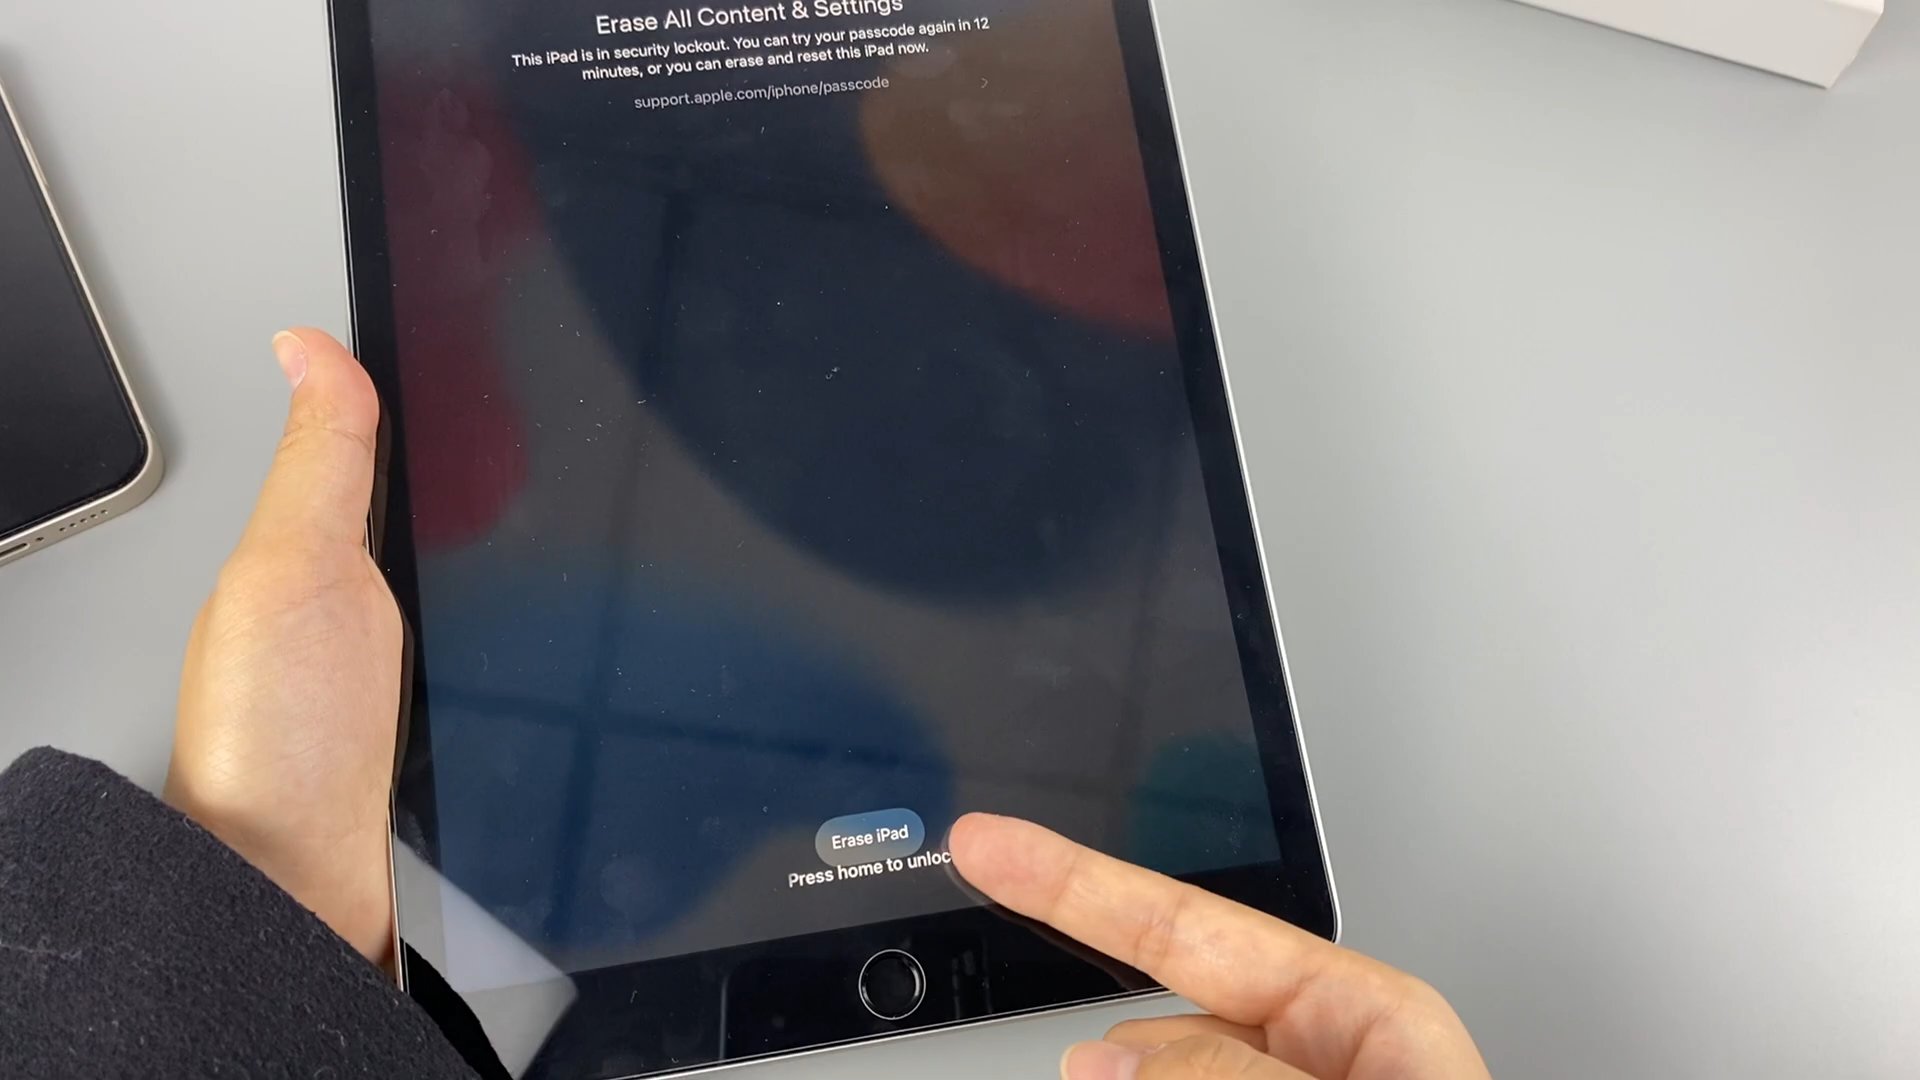 Erase All Content & Settings
This iPad is in security lockout. You can try your passcode again in 12
minutes, or you can erase and reset this iPad now.
support.apple.com/iphone/passcode
Erase iPad
Press home to unloc